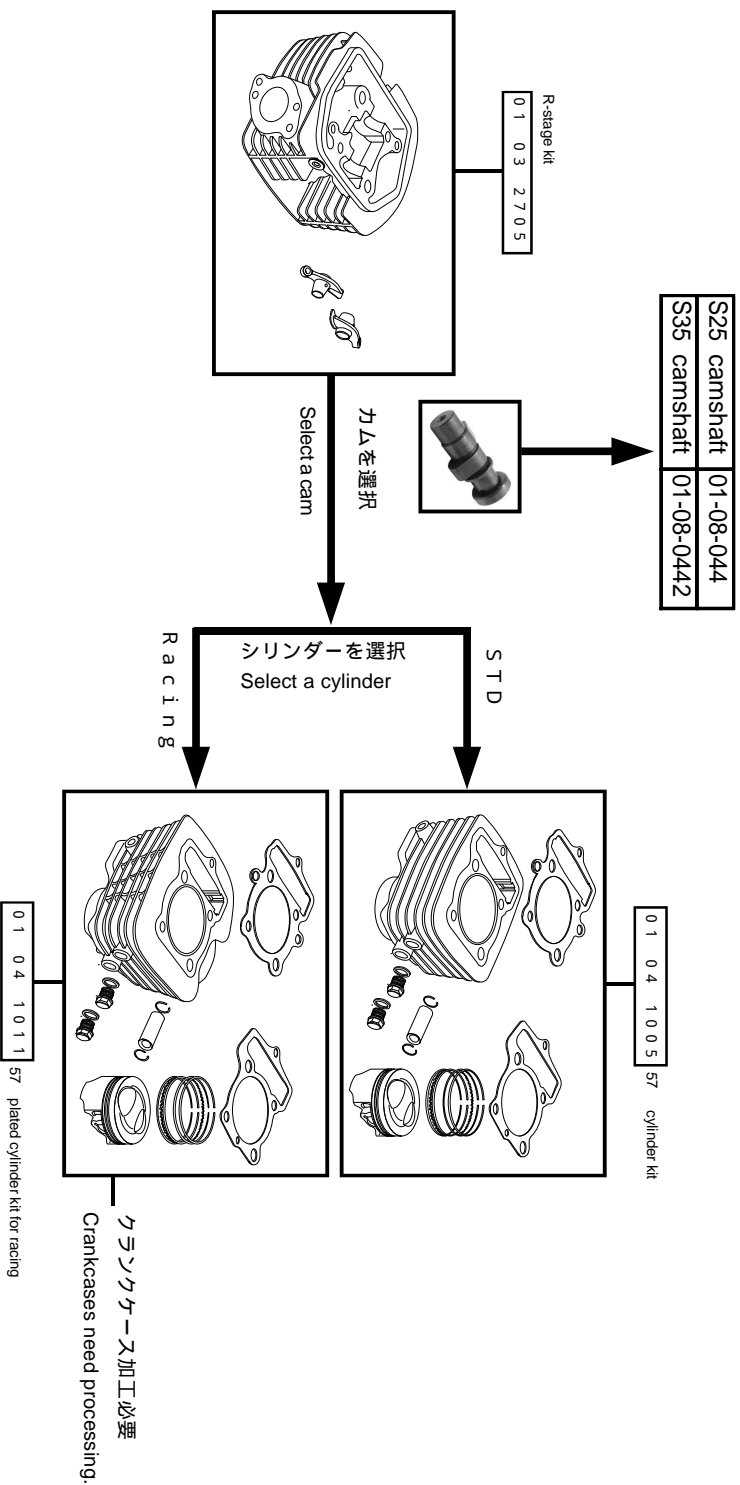 R-stage kit
01 03 2705
S25 camshaft 01-08-044
S35 camshaft 01-08-0442
カムを選択
Select a cam
シリンダーを選択
Select a cylinder
STD
Racing
01 04 1005 57 cylinder kit
01 04 1011 57 plated cylinder kit for racing
クランクケース加工必要
Crankcases need processing.